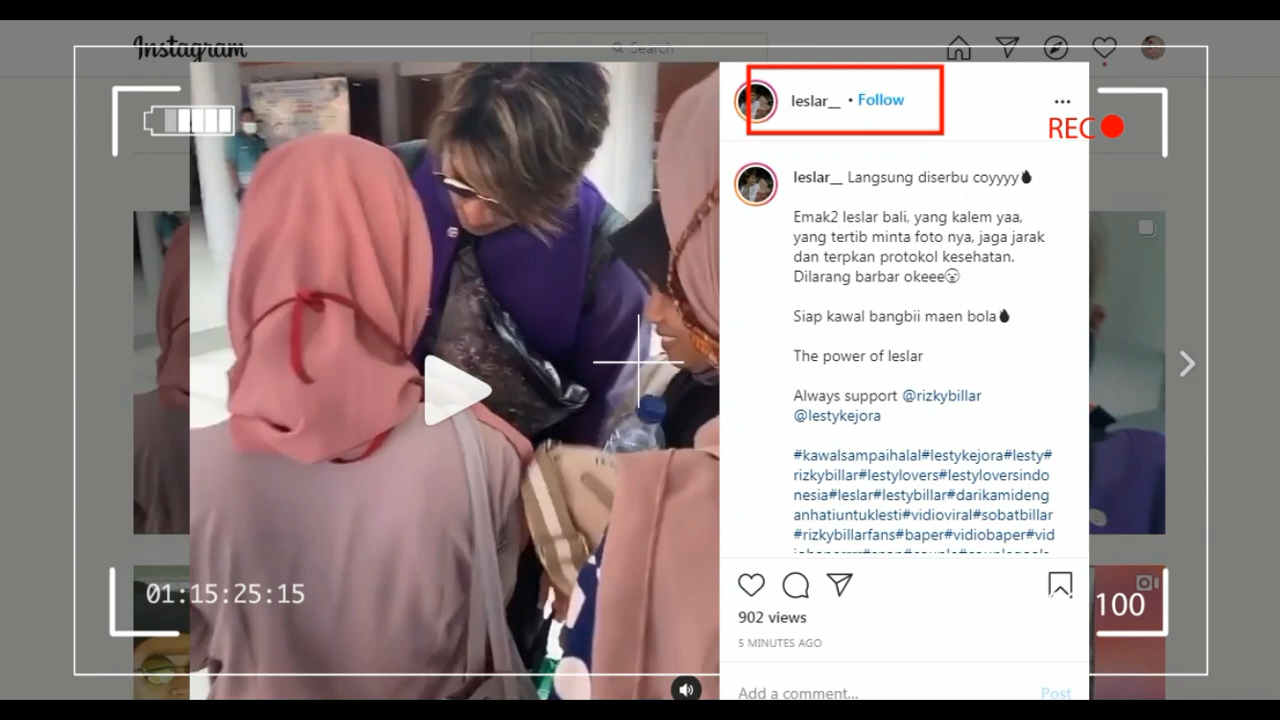 Instagram
Search
leslar__ • Follow
REC
leslar__ Langsung diserbu coyyyy
Emak2 leslar bali, yang kalem yaa,
yang tertib minta foto nya, jaga jarak
dan terpkan protokol kesehatan.
Dilarang barbar okeee
Siap kawal bangbii maen bola
The power of leslar
Always support @rizkybillar
@lestykejora
#kawalsampaihalal#lestykejora#lesty#
rizkybillar#lestylovers#lestyloversindo
nesia#leslar#lestybillar#darikamideng
anhatiuntuklesti#vidioviral#sobatbillar
#rizkybillarfans#baper#vidiobaper#vid
01:15:25:15
100
902 views
5 MINUTES AGO
Add a comment...
Post